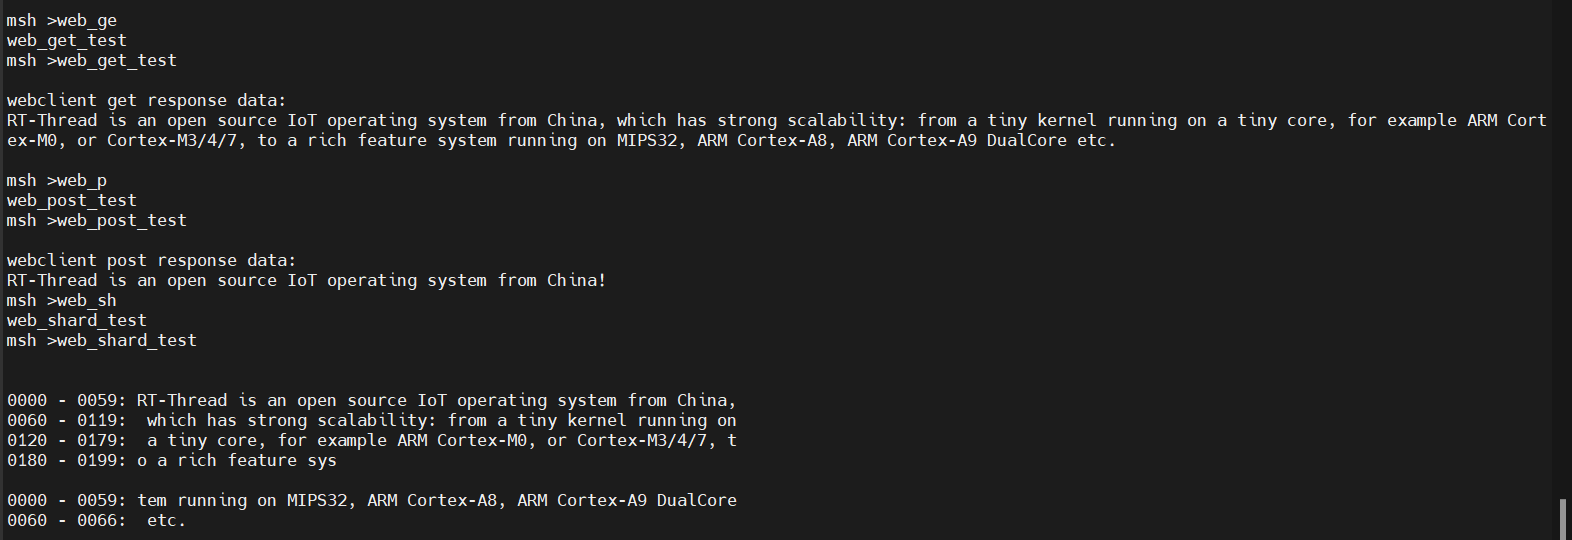 msh >web_ge
web_get_test
msh >web_get_test
webclient get response data:
RT-Thread is an open source IoT operating system from China, which has strong scalability: from a tiny kernel running on a tiny core, for example ARM Cort
ex-M0, or Cortex-M3/4/7, to a rich feature system running on MIPS32, ARM Cortex-A8, ARM Cortex-A9 DualCore etc.
msh >web_p
web_post_test
msh >web_post_test
webclient post response data:
RT-Thread is an open source IoT operating system from China!
msh >web_sh
web_shard_test
msh >web_shard_test
0000 - 0059: RT-Thread is an open source IoT operating system from China,
0060 - 0119:  which has strong scalability: from a tiny kernel running on
0120 - 0179:  a tiny core, for example ARM Cortex-M0, or Cortex-M3/4/7, t
0180 - 0199: o a rich feature sys
0000 - 0059: tem running on MIPS32, ARM Cortex-A8, ARM Cortex-A9 DualCore
0060 - 0066:  etc.